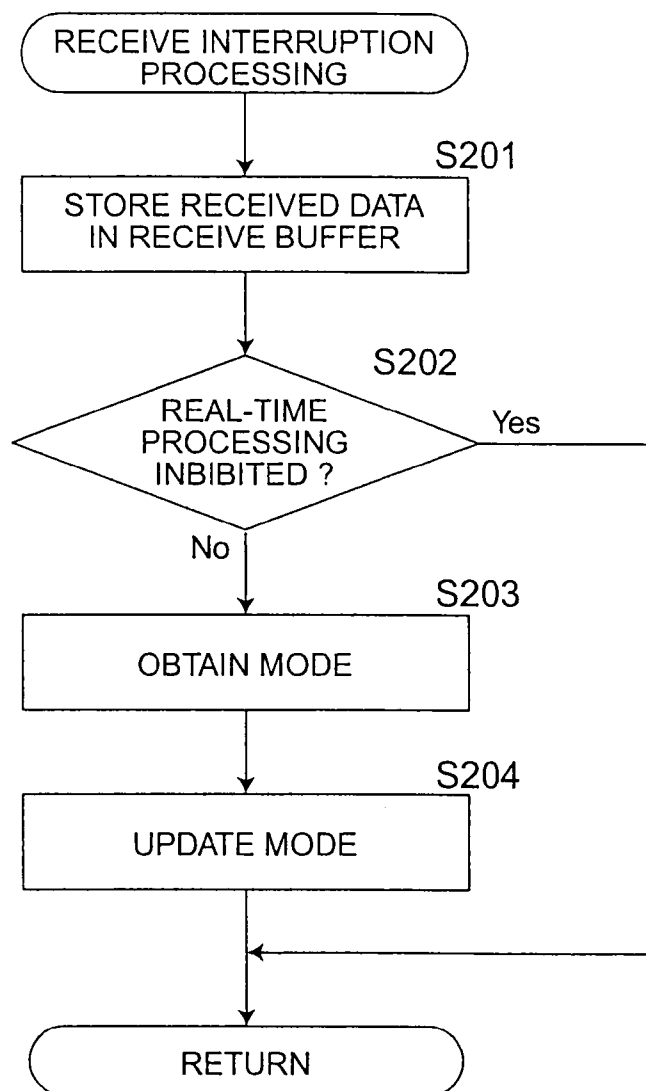 RECEIVE INTERRUPTION
PROCESSING
S201
STORE RECEIVED DATA
IN RECEIVE BUFFER
S202
REAL-TIME
PROCESSING
INBIBITED ?
Yes
No
S203
OBTAIN MODE
S204
UPDATE MODE
RETURN